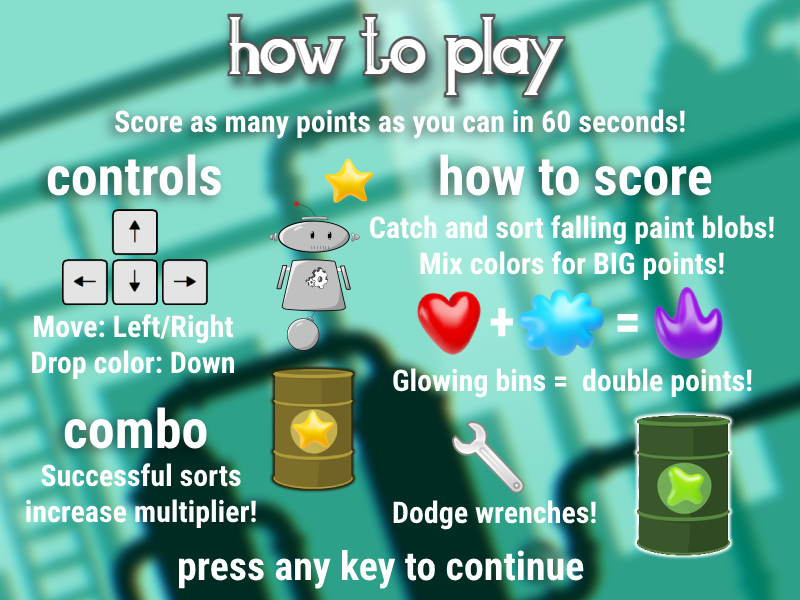 how to play
Score as many points as you can in 60 seconds!
controls
↑
← ↓ →
Move: Left/Right
Drop color: Down
combo
Successful sorts
increase multiplier!
how to score
Catch and sort falling paint blobs!
Mix colors for BIG points!
+ =
Glowing bins = double points!
Dodge wrenches!
press any key to continue